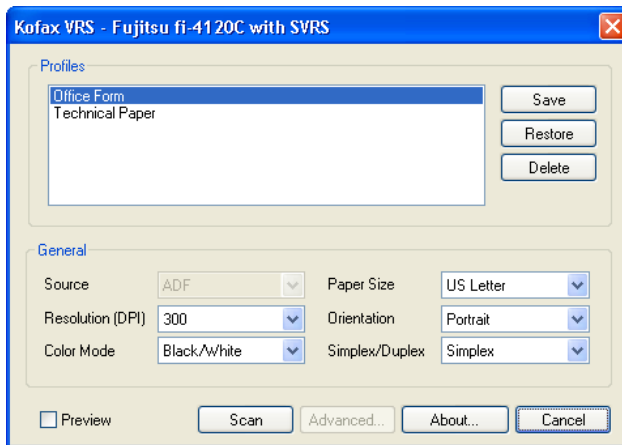 Kofax VRS - Fujitsu fi-4120C with SVRS
Profiles
Office Form
Technical Paper
Save
Restore
Delete
General
Source ADF Paper Size US Letter
Resolution (DPI) 300 Orientation Portrait
Color Mode Black/White Simplex/Duplex Simplex
Preview Scan Advanced... About... Cancel